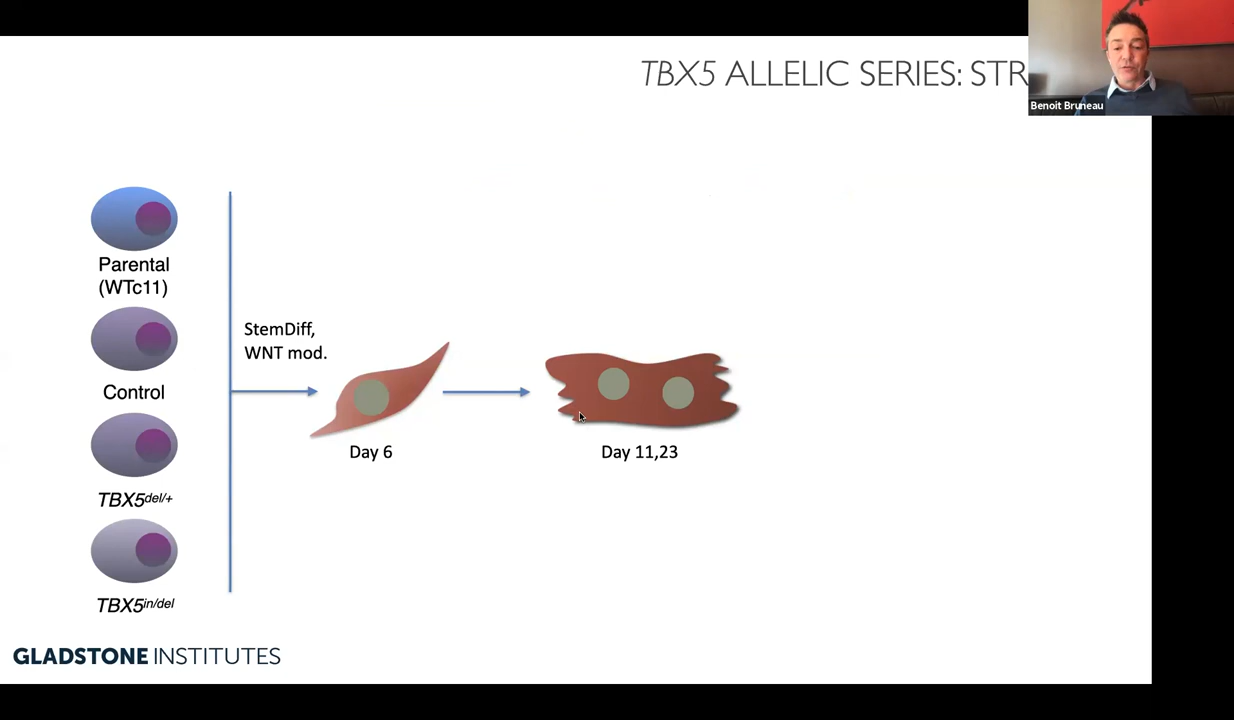 TBX5 ALLELIC SERIES: STR
Benoit Bruneau
Parental
(WTc11)
Control
TBX5del/+
TBX5in/del
StemDiff,
WNT mod.
Day 6
Day 11,23
GLADSTONE INSTITUTES